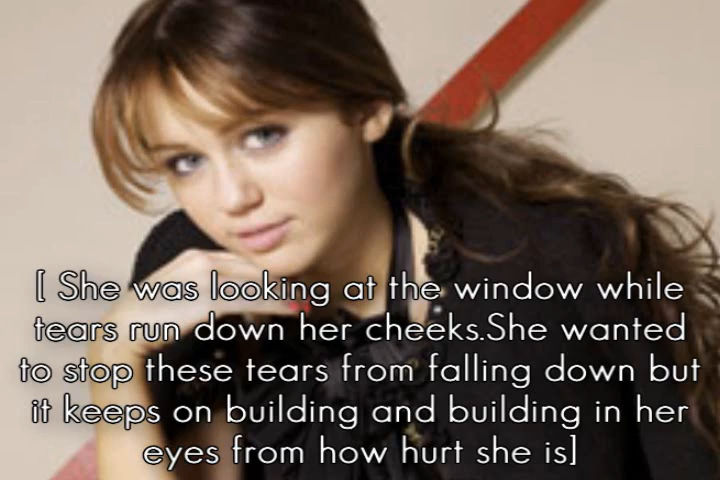 [ She was looking at the window while
tears run down her cheeks.She wanted
to stop these tears from falling down but
it keeps on building and building in her
eyes from how hurt she is]